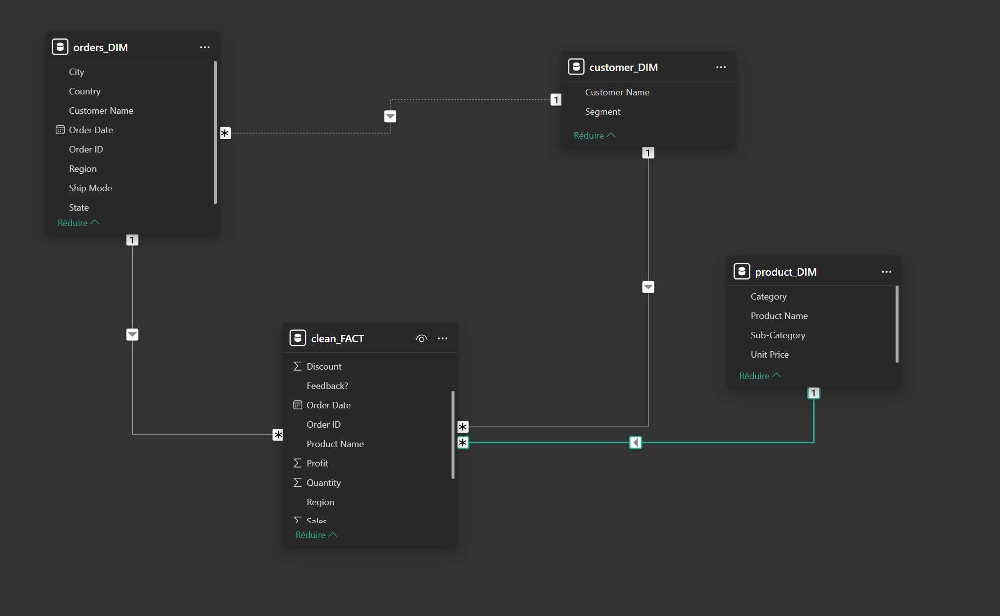 orders_DIM
City
Country
Customer Name
Order Date
Order ID
Region
Ship Mode
State
Réduire
1
*
1
customer_DIM
Customer Name
Segment
Réduire
1
product_DIM
Category
Product Name
Sub-Category
Unit Price
Réduire
1
clean_FACT
Discount
Feedback?
Order Date
Order ID
Product Name
Profit
Quantity
Region
Sales
Réduire
*
*
*